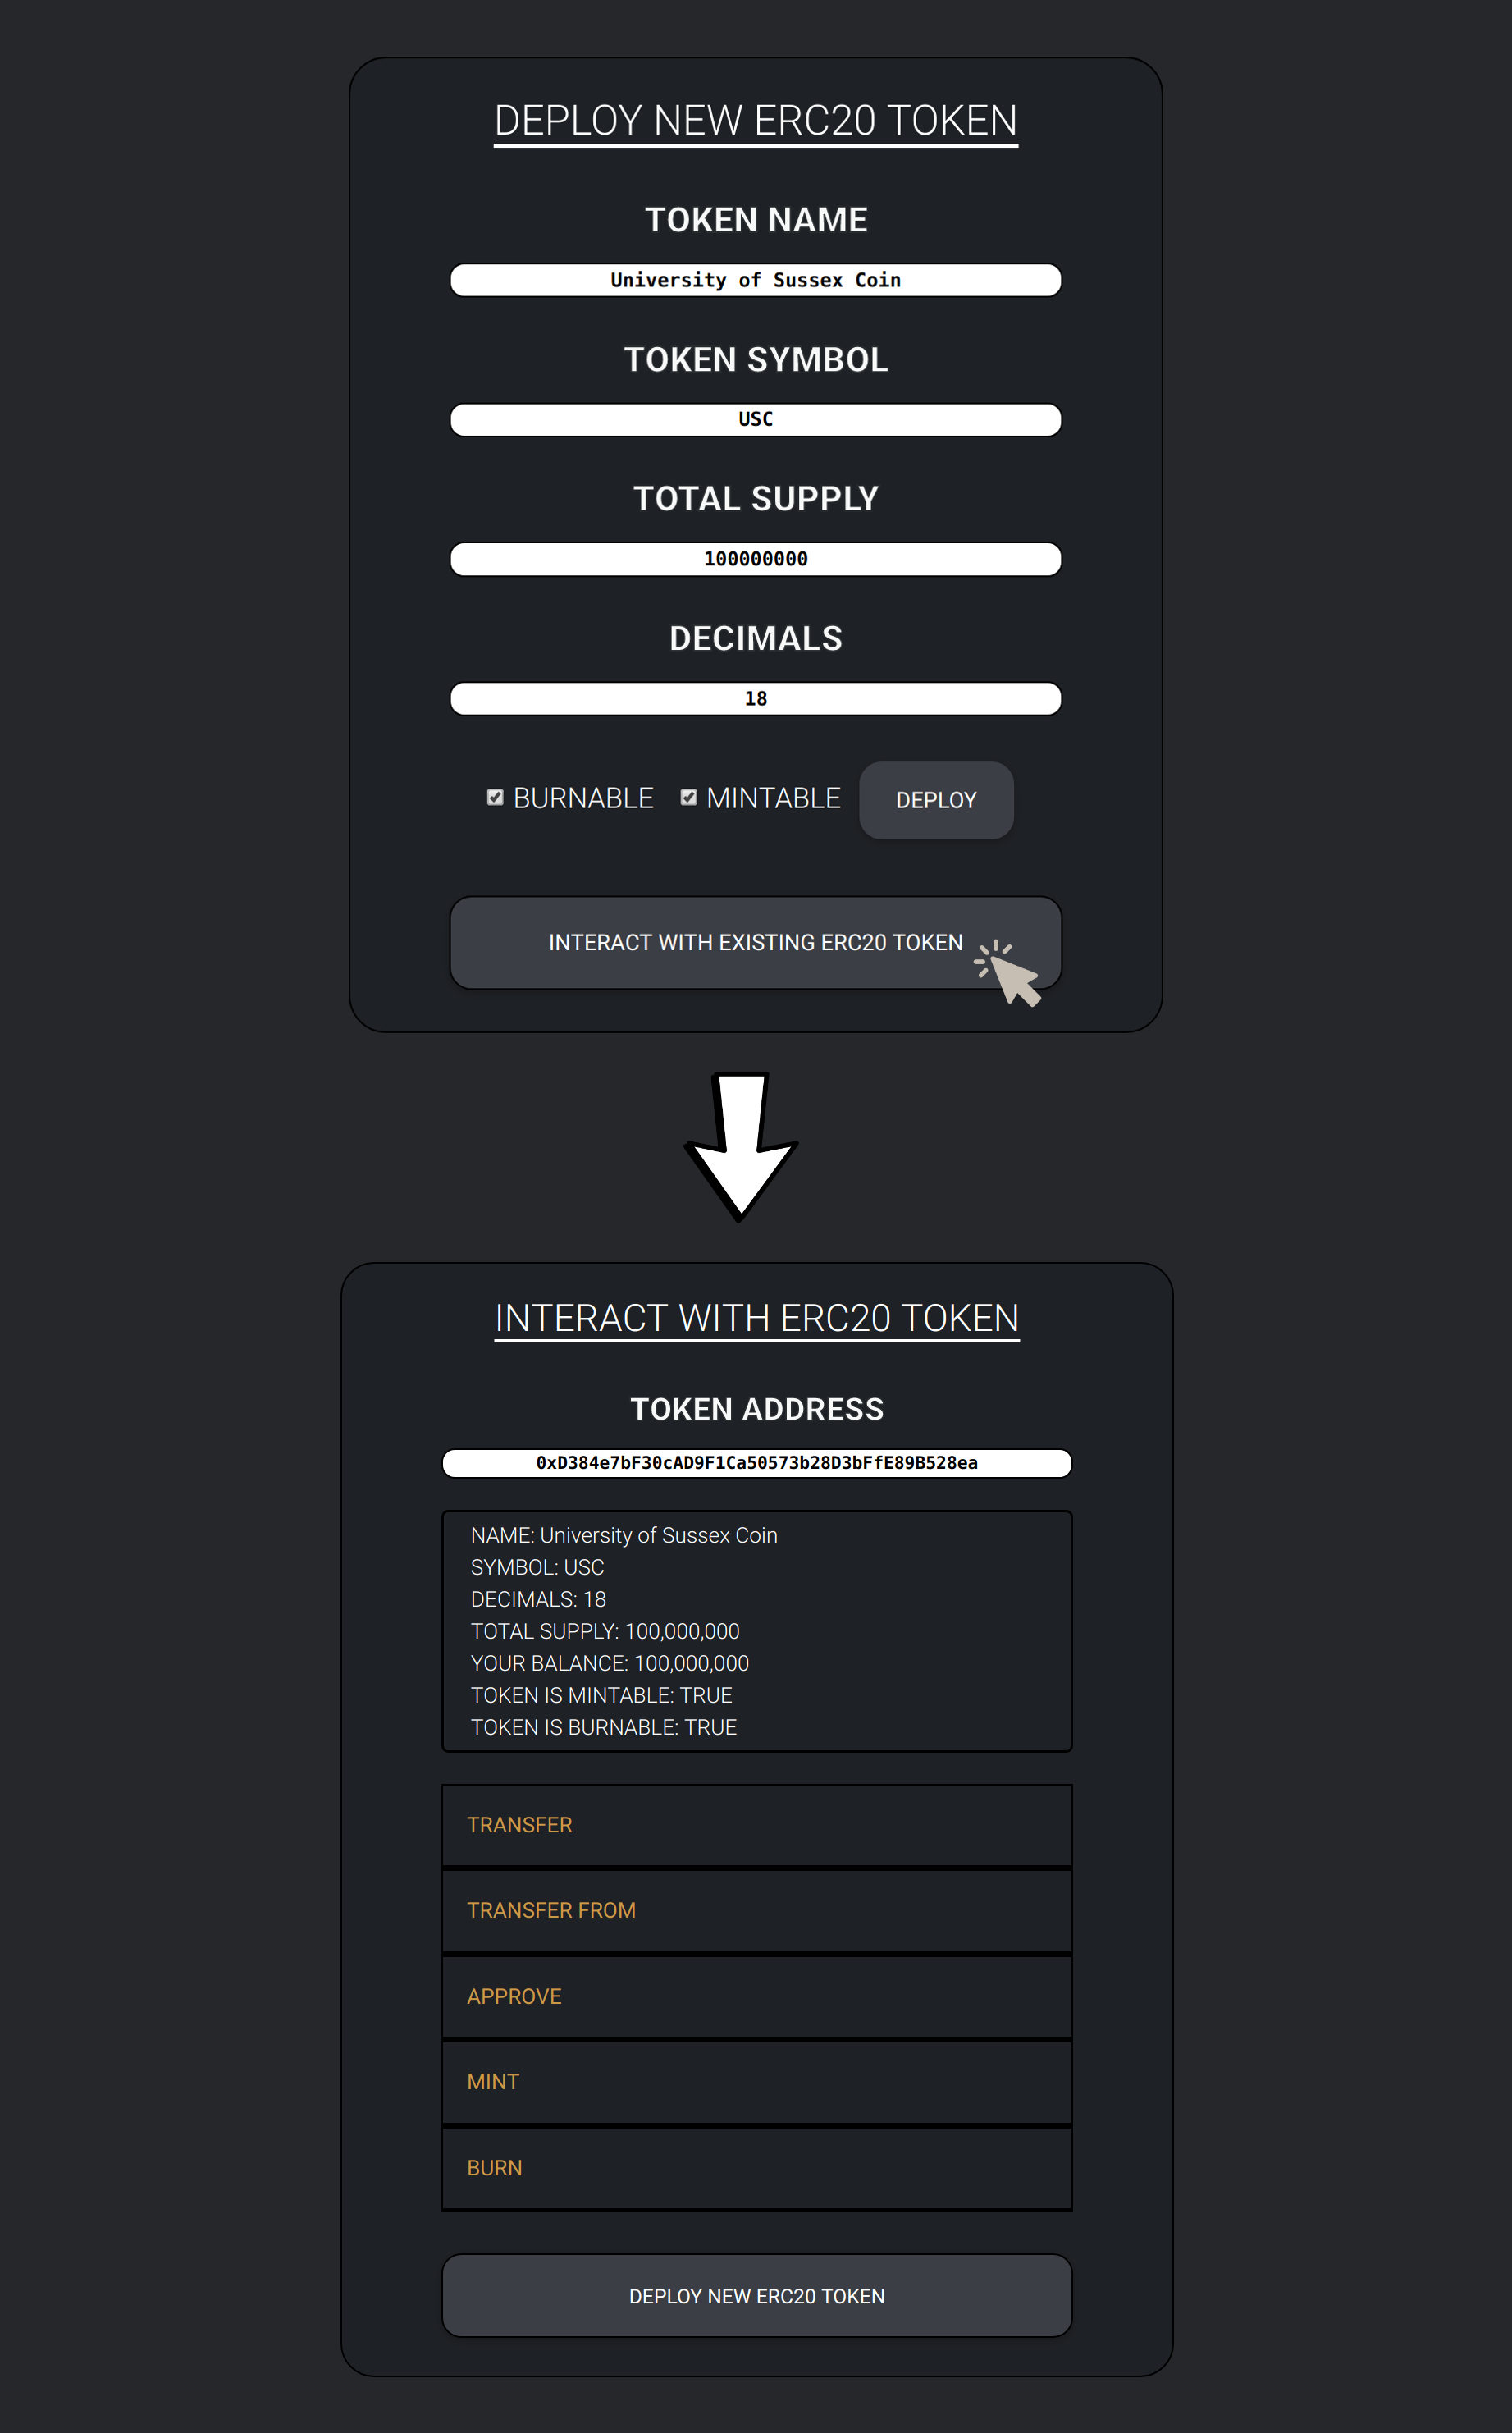 DEPLOY NEW ERC20 TOKEN
TOKEN NAME
University of Sussex Coin
TOKEN SYMBOL
USC
TOTAL SUPPLY
100000000
DECIMALS
18
BURNABLE MINTABLE DEPLOY
INTERACT WITH EXISTING ERC20 TOKEN
INTERACT WITH ERC20 TOKEN
TOKEN ADDRESS
0xD384e7bF30cAD9F1Ca50573b28D3bFfE89B528ea
NAME: University of Sussex Coin
SYMBOL: USC
DECIMALS: 18
TOTAL SUPPLY: 100,000,000
YOUR BALANCE: 100,000,000
TOKEN IS MINTABLE: TRUE
TOKEN IS BURNABLE: TRUE
TRANSFER
TRANSFER FROM
APPROVE
MINT
BURN
DEPLOY NEW ERC20 TOKEN